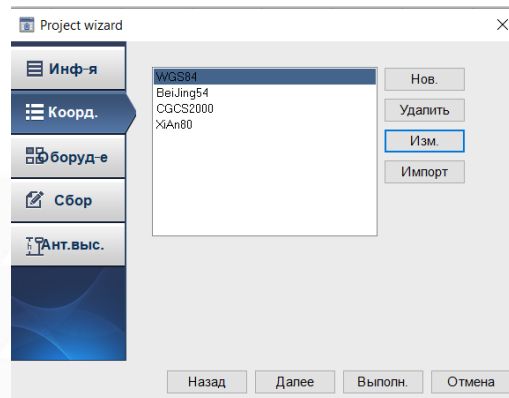 Project wizard
Инф-я
Коорд.
Оборуд-е
Сбор
Ант.выс.
WGS84
BeiJing54
CGCS2000
XiAn80
Нов.
Удалить
Изм.
Импорт
Назад
Далее
Выполн.
Отмена